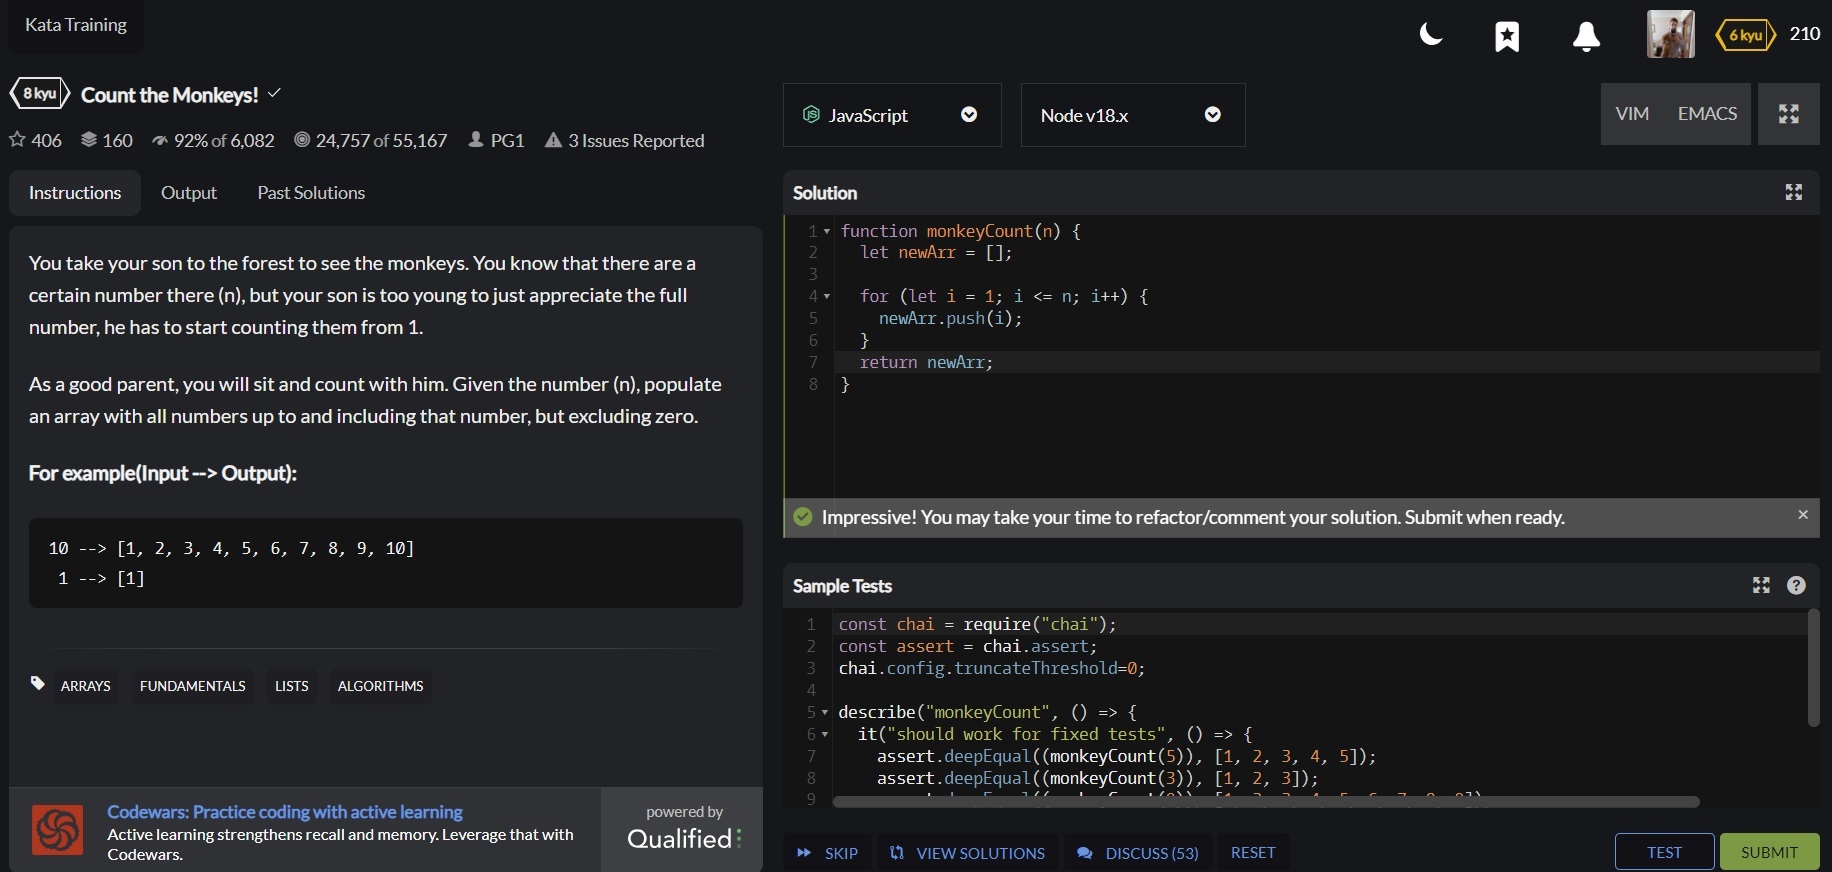 Kata Training
6 kyu 210
8 kyu Count the Monkeys!
406 160 92% of 6,082 24,757 of 55,167 PG1 3 Issues Reported
Instructions Output Past Solutions
You take your son to the forest to see the monkeys. You know that there are a
certain number there (n), but your son is too young to just appreciate the full
number, he has to start counting them from 1.
As a good parent, you will sit and count with him. Given the number (n), populate
an array with all numbers up to and including that number, but excluding zero.
For example(Input --> Output):
10 --> [1, 2, 3, 4, 5, 6, 7, 8, 9, 10]
1 --> [1]
ARRAYS FUNDAMENTALS LISTS ALGORITHMS
Codewars: Practice coding with active learning
Active learning strengthens recall and memory. Leverage that with
Codewars.
powered by
Qualified
JS JavaScript Node v18.x VIM EMACS
Solution
1 function monkeyCount(n) {
2 let newArr = [];
3
4 for (let i = 1; i <= n; i++) {
5 newArr.push(i);
6 }
7 return newArr;
8 }
Impressive! You may take your time to refactor/comment your solution. Submit when ready. ×
Sample Tests ?
1 const chai = require("chai");
2 const assert = chai.assert;
3 chai.config.truncateThreshold=0;
4
5 describe("monkeyCount", () => {
6 it("should work for fixed tests", () => {
7 assert.deepEqual((monkeyCount(5)), [1, 2, 3, 4, 5]);
8 assert.deepEqual((monkeyCount(3)), [1, 2, 3]);
9
SKIP VIEW SOLUTIONS DISCUSS (53) RESET TEST SUBMIT